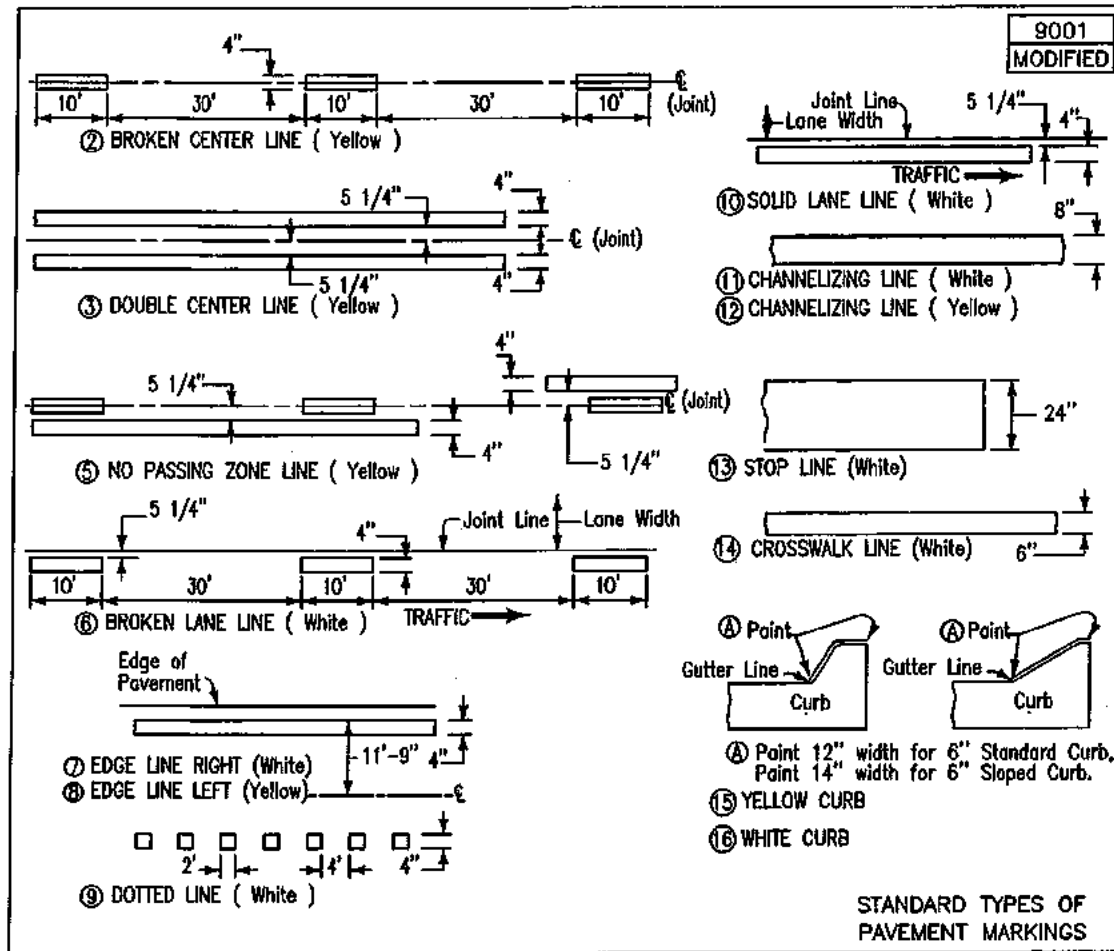 9001
MODIFIED
4"
10' 30' 10' 30' 10'
℄
(Joint)
② BROKEN CENTER LINE ( Yellow )
5 1/4"
4"
℄ (Joint)
5 1/4"
4"
③ DOUBLE CENTER LINE ( Yellow )
4"
5 1/4"
℄ (Joint)
4"
5 1/4"
⑤ NO PASSING ZONE LINE ( Yellow )
5 1/4"
4"
Joint Line
Lane Width
10' 30' 10' 30' 10'
⑥ BROKEN LANE LINE ( White )
TRAFFIC
Edge of
Pavement
11'-9"
4"
⑦ EDGE LINE RIGHT (White)
⑧ EDGE LINE LEFT (Yellow)
℄
2' 4' 4"
⑨ DOTTED LINE ( White )
Joint Line
Lane Width
5 1/4"
4"
TRAFFIC
⑩ SOLID LANE LINE ( White )
8"
⑪ CHANNELIZING LINE ( White )
⑫ CHANNELIZING LINE ( Yellow )
24"
⑬ STOP LINE (White)
⑭ CROSSWALK LINE (White)
6"
Ⓐ Paint
Gutter Line
Curb
Ⓐ Paint
Gutter Line
Curb
Ⓐ Paint 12" width for 6" Standard Curb.
Paint 14" width for 6" Sloped Curb.
⑮ YELLOW CURB
⑯ WHITE CURB
STANDARD TYPES OF
PAVEMENT MARKINGS